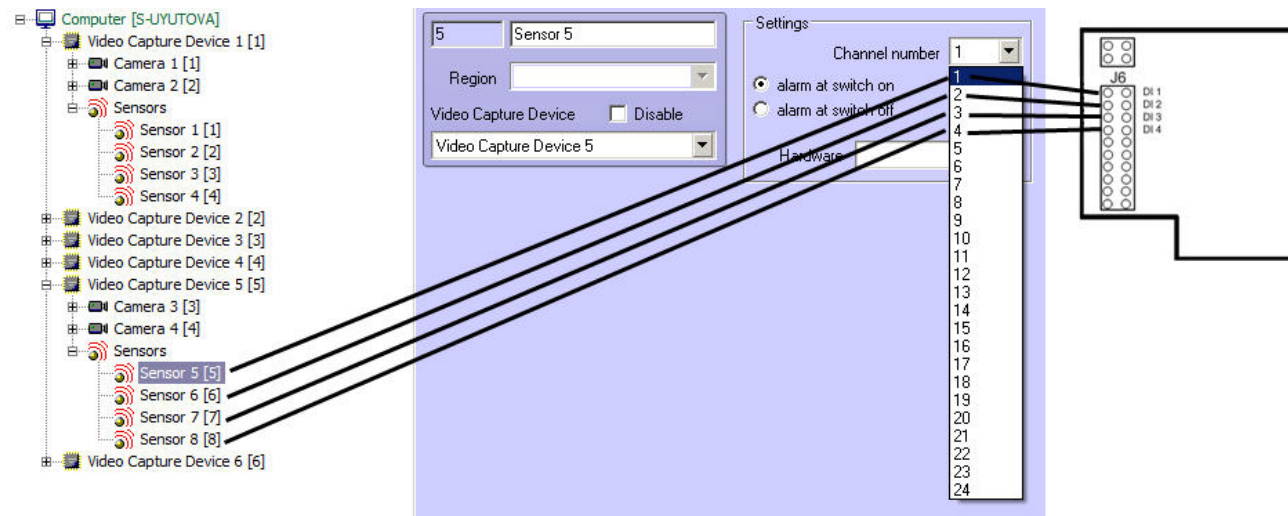 Computer [S-UYUTOVA]
Video Capture Device 1 [1]
Camera 1 [1]
Camera 2 [2]
Sensors
Sensor 1 [1]
Sensor 2 [2]
Sensor 3 [3]
Sensor 4 [4]
Video Capture Device 2 [2]
Video Capture Device 3 [3]
Video Capture Device 4 [4]
Video Capture Device 5 [5]
Camera 3 [3]
Camera 4 [4]
Sensors
Sensor 5 [5]
Sensor 6 [6]
Sensor 7 [7]
Sensor 8 [8]
Video Capture Device 6 [6]
5 Sensor 5
Region
Video Capture Device Disable
Video Capture Device 5
Settings
Channel number 1
alarm at switch on
alarm at switch off
Hardware
1
2
3
4
5
6
7
8
9
10
11
12
13
14
15
16
17
18
19
20
21
22
23
24
J6
DI 1
DI 2
DI 3
DI 4